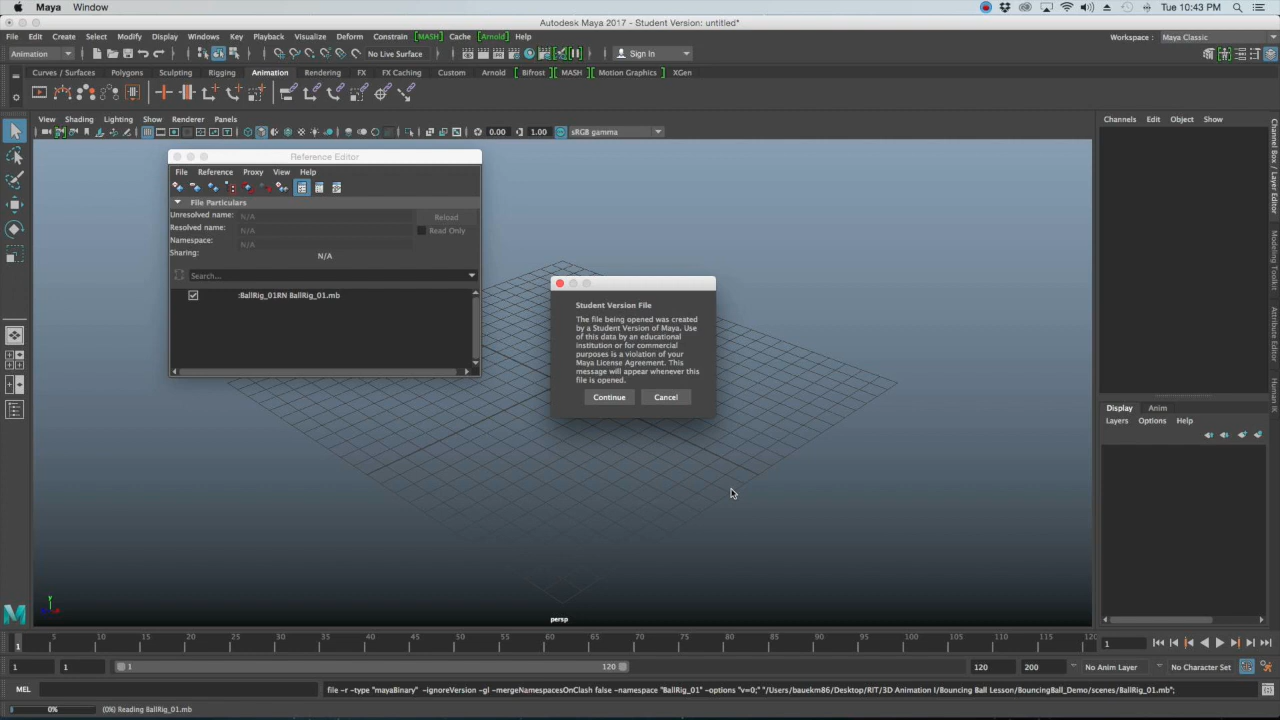 Maya Window Tue 10:43 PM
Autodesk Maya 2017 - Student Version: untitled*
File Edit Create Select Modify Display Windows Key Playback Visualize Deform Constrain [MASH] Cache [Arnold] Help Workspace : Maya Classic
Animation No Live Surface Sign In
Curves / Surfaces Polygons Sculpting Rigging Animation Rendering FX FX Caching Custom Arnold Bifrost MASH Motion Graphics XGen
View Shading Lighting Show Renderer Panels
Channels Edit Object Show
0.00 1.00 sRGB gamma
Channel Box / Layer Editor
Modeling Toolkit
Attribute Editor
Human IK
Reference Editor
File Reference Proxy View Help
File Particulars
Unresolved name: N/A Reload
Resolved name: N/A Read Only
Namespace: N/A
Sharing: N/A
Search...
:BallRig_01RN BallRig_01.mb
Student Version File
The file being opened was created
by a Student Version of Maya. Use
of this data by an educational
institution or for commercial
purposes is a violation of your
Maya License Agreement. This
message will appear whenever this
file is opened.
Continue Cancel
Display Anim
Layers Options Help
persp
1 5 10 15 20 25 30 35 40 45 50 55 60 65 70 75 80 85 90 95 100 105 110 115 120 1
1 1 1 120 120 200 No Anim Layer No Character Set
MEL file -r -type "mayaBinary" -ignoreVersion -gl -mergeNamespacesOnClash false -namespace "BallRig_01" -options "v=0;" "/Users/bauekm86/Desktop/RIT/3D Animation I/Bouncing Ball Lesson/BouncingBall_Demo/scenes/BallRig_01.mb";
0% (0%) Reading BallRig_01.mb